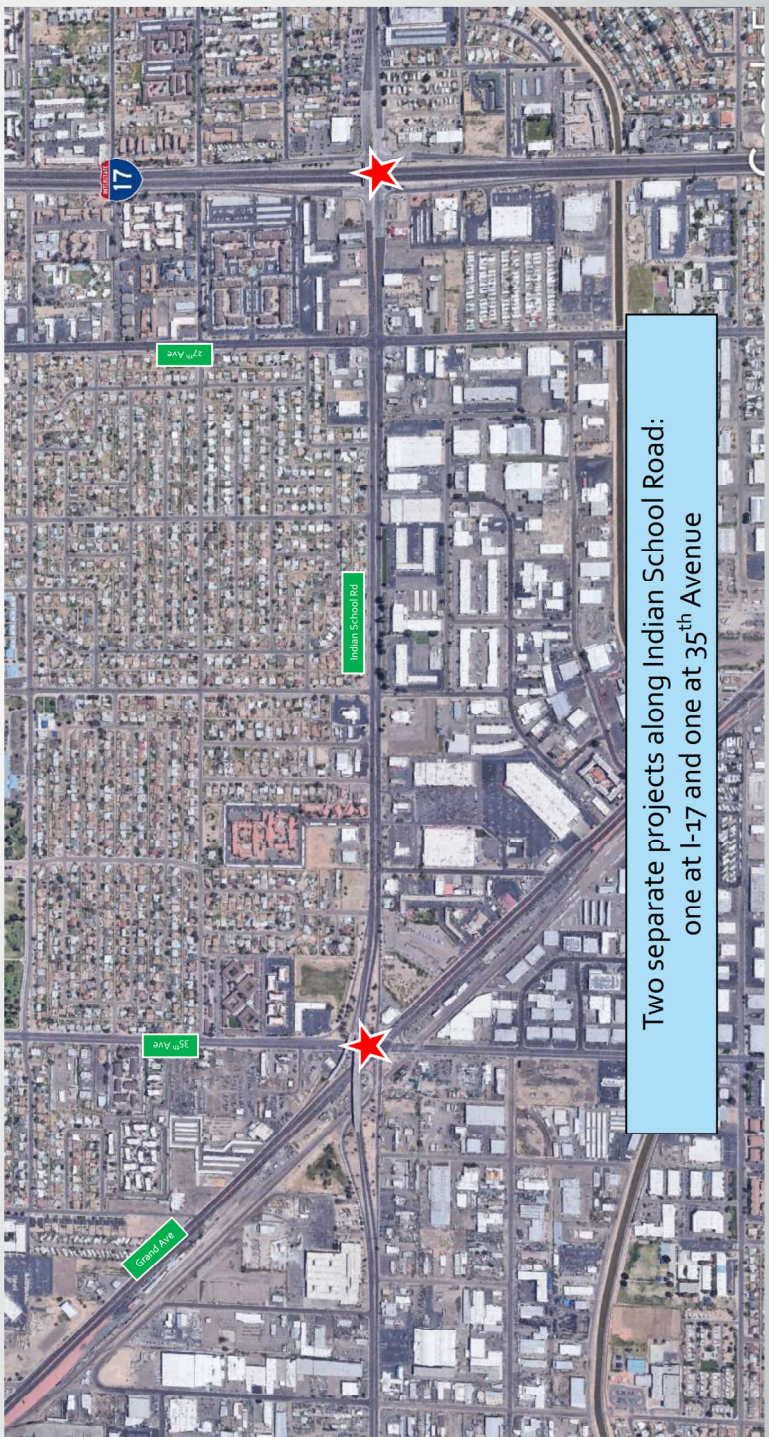 INTERSTATE
17
27th Ave
Indian School Rd
35th Ave
Grand Ave
Two separate projects along Indian School Road:
one at I-17 and one at 35th Avenue